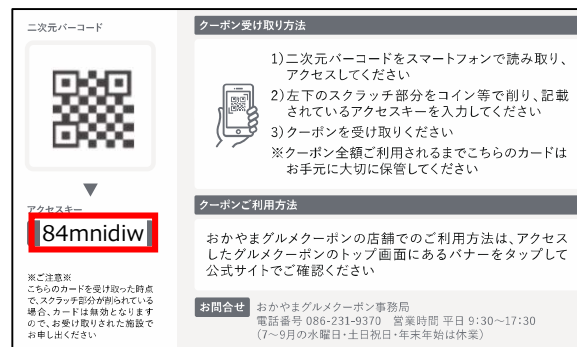 二次元バーコード
アクセスキー
84mnidiw
※ご注意※
こちらのカードを受け取った時点
で、スクラッチ部分が削られている
場合、カードは無効となります
ので、お受け取りされた施設で
お申し出ください
クーポン受け取り方法
1)二次元バーコードをスマートフォンで読み取り、
アクセスしてください
2)左下のスクラッチ部分をコイン等で削り、記載
されているアクセスキーを入力してください
3)クーポンを受け取りください
※クーポン全額ご利用されるまでこちらのカードは
お手元に大切に保管してください
クーポンご利用方法
おかやまグルメクーポンの店舗でのご利用方法は、アクセス
したグルメクーポンのトップ画面にあるバナーをタップして
公式サイトでご確認ください
お問合せ おかやまグルメクーポン事務局
電話番号 086-231-9370 営業時間 平日 9:30〜17:30
(7〜9月の水曜日・土日祝日・年末年始は休業)